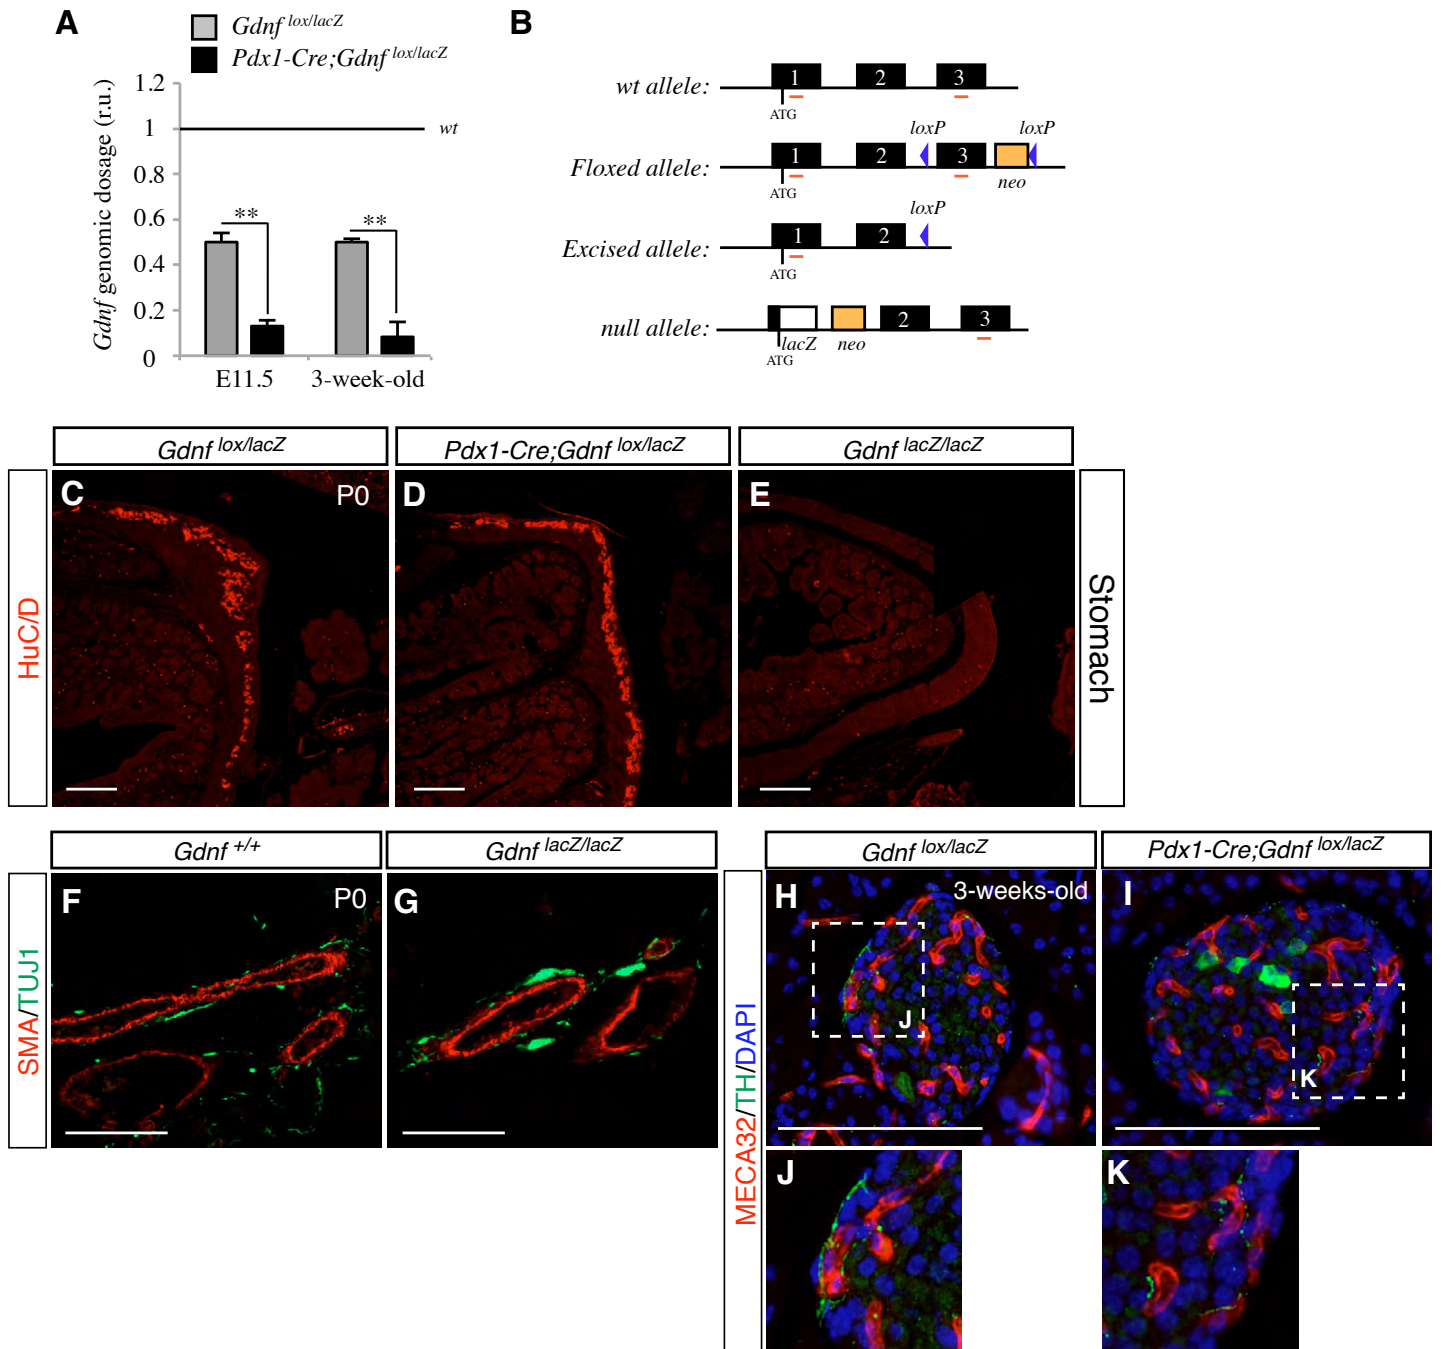 A
Gdnf lox/lacZ
Pdx1-Cre;Gdnf lox/lacZ
Gdnf genomic dosage (r.u.)
1.2
1
0.8
0.6
0.4
0.2
0
wt
**
**
E11.5
3-week-old
B
wt allele:
1
2
3
ATG
Floxed allele:
1
2
loxP
3
loxP
neo
ATG
Excised allele:
1
2
loxP
ATG
null allele:
lacZ
neo
2
3
ATG
Gdnf lox/lacZ
Pdx1-Cre;Gdnf lox/lacZ
Gdnf lacZ/lacZ
HuC/D
C
P0
D
E
Stomach
Gdnf +/+
Gdnf lacZ/lacZ
SMA/TUJ1
F
P0
G
Gdnf lox/lacZ
Pdx1-Cre;Gdnf lox/lacZ
MECA32/TH/DAPI
H
3-weeks-old
J
I
K
J
K